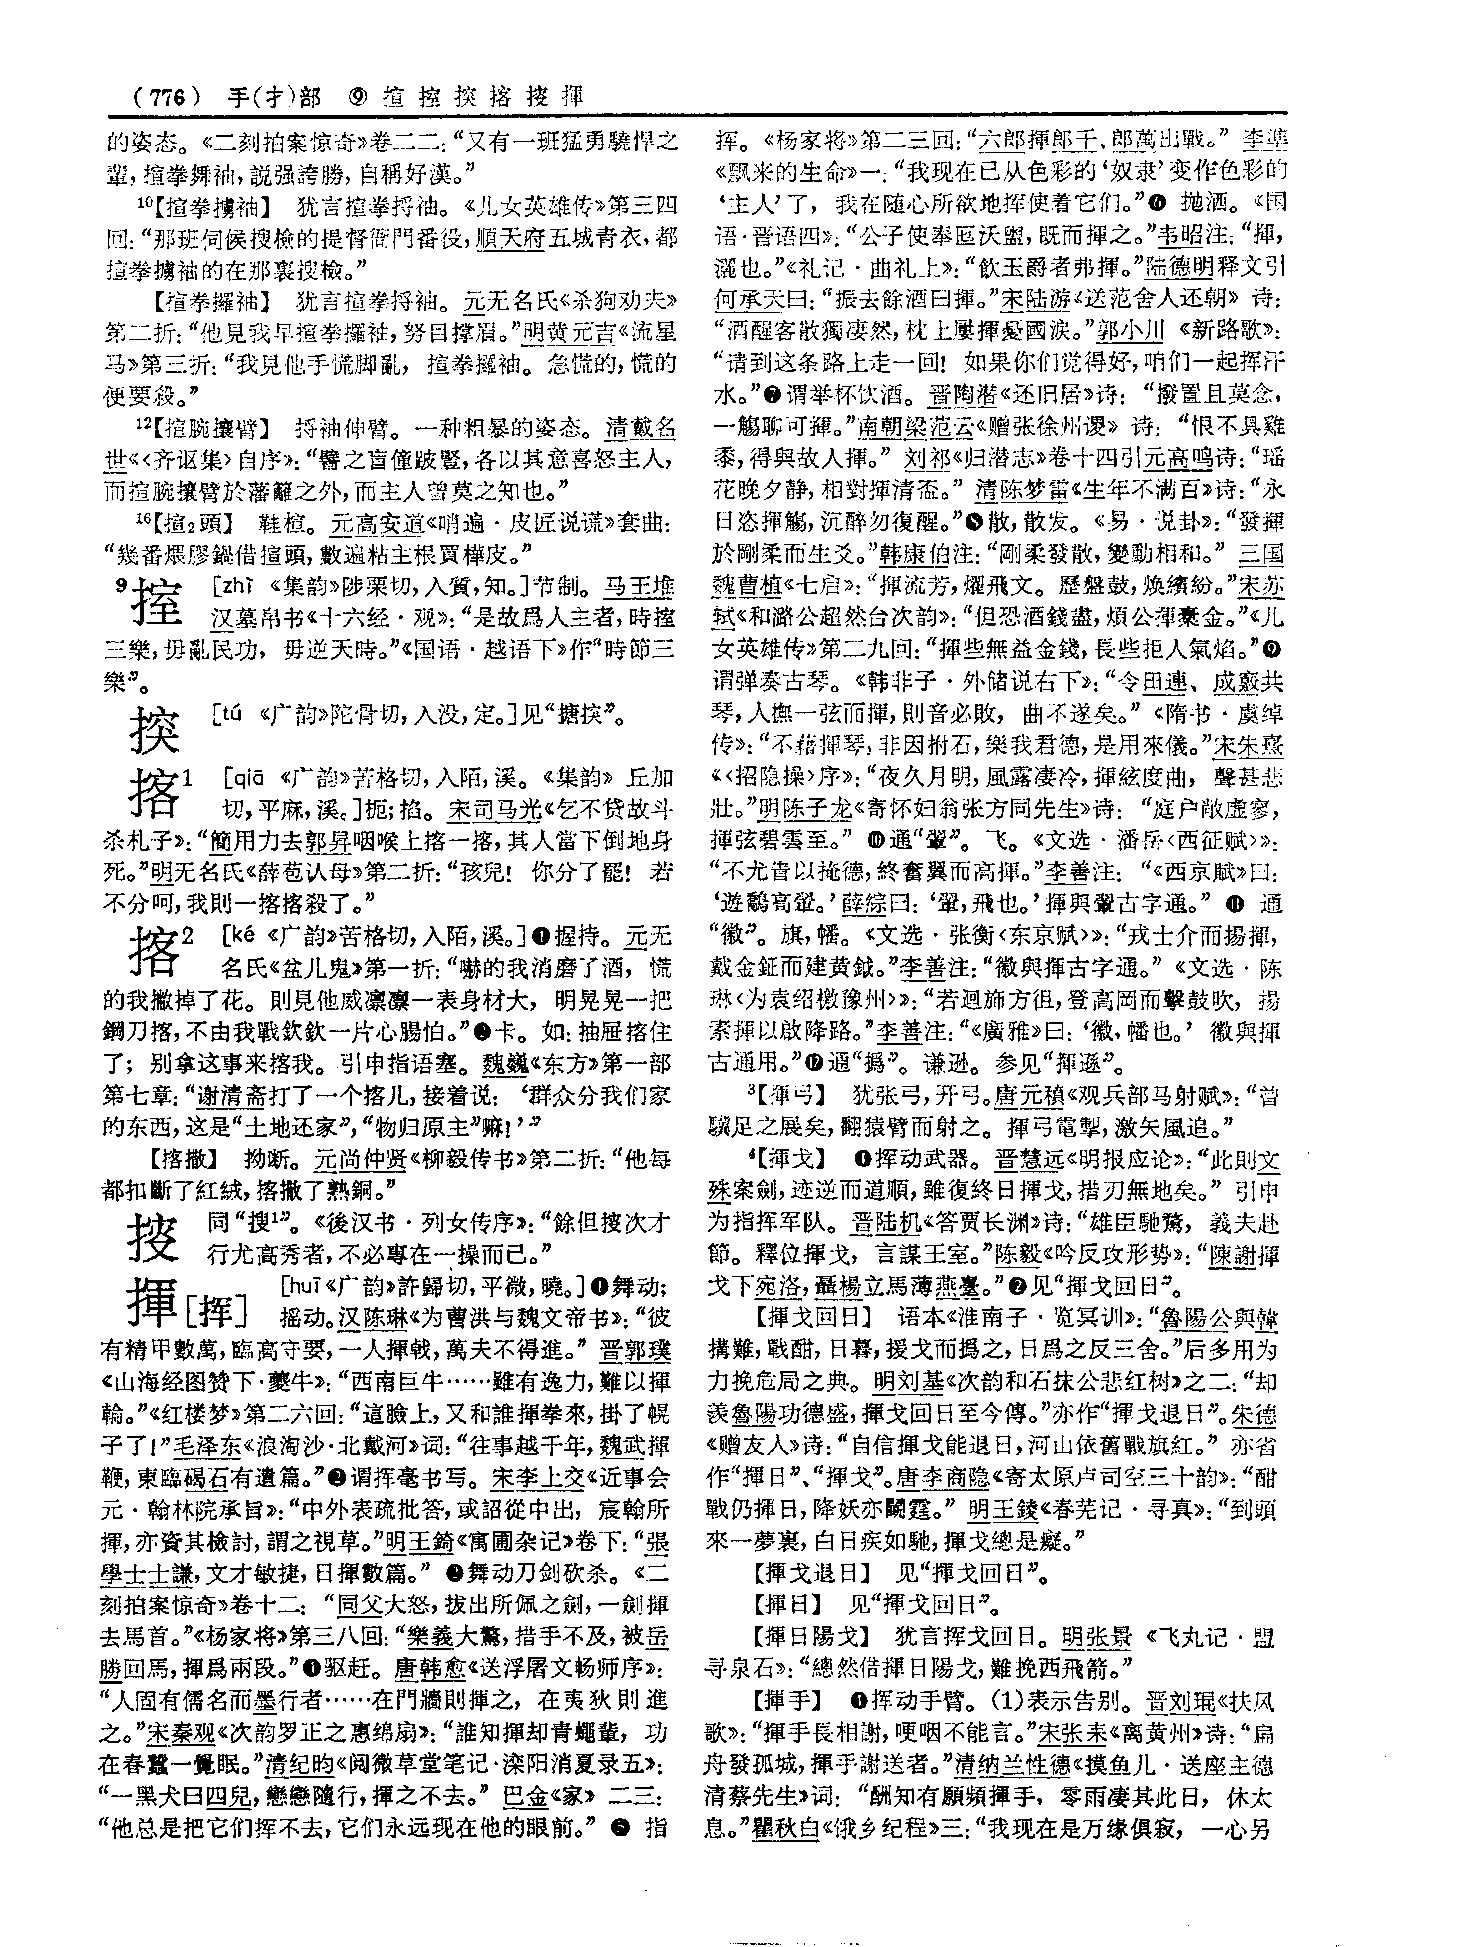 (776) 手(扌)部 ⑨ 揎 挃 揬 揢 挼 揮
的姿态。《二刻拍案惊奇》卷二二：“又有一班猛勇驍悍之
輩，揎拳舞袖，説强誇勝，自稱好漢。”
10【揎拳擄袖】 犹言揎拳捋袖。《儿女英雄传》第三四
回：“那班伺候搜檢的提督衙門番役，順天府五城青衣，都
揎拳擄袖的在那裏搜檢。”
【揎拳攞袖】 犹言揎拳捋袖。元无名氏《杀狗劝夫》
第二折：“他見我早揎拳攞袖，努目撑眉。”明黄元吉《流星
马》第三折：“我見他手慌脚亂， 揎拳攞袖。 急慌的，慌的
便要殺。”
12【揎腕攘臂】 捋袖伸臂。一种粗暴的姿态。清戴名
世《〈齐讴集〉自序》：“譬之盲僮跛豎，各以其意喜怒主人，
而揎腕攘臂於藩籬之外，而主人曾莫之知也。”
16【揎2頭】 鞋楦。元高安道《哨遍·皮匠说谎》套曲：
“幾番煨膠鍋借揎頭，數遍粘主根買樺皮。”
9 [zhì 《集韵》陟栗切，入質，知。]节制。马王堆
汉墓帛书《十六经·观》：“是故爲人主者，時挃
三樂，毋亂民功， 毋逆天時。”《国语·越语下》作“時節三
樂”。
揬 [tú 《广韵》陀骨切，入没，定。]见“搪揬”。
揢1 [qiā 《广韵》苦格切，入陌，溪。《集韵》丘加
切，平麻，溪。]扼；掐。宋司马光《乞不贷故斗
杀札子》：“簡用力去郭昇咽喉上揢一揢，其人當下倒地身
死。”明无名氏《薛苞认母》第二折：“孩兒！ 你分了罷！ 若
不分呵，我則一揢揢殺了。”
揢2 [ké 《广韵》苦格切，入陌，溪。]❶握持。元无
名氏《盆儿鬼》第一折：“嚇的我消磨了酒， 慌
的我撇掉了花。則見他威凛凛一表身材大， 明晃晃一把
鋼刀揢，不由我戰欽欽一片心腸怕。”❷卡。如：抽屉揢住
了；别拿这事来揢我。引申指语塞。魏巍《东方》第一部
第七章：“谢清斋打了一个揢儿，接着说：‘群众分我们家
的东西，这是“土地还家”，“物归原主”嘛！’”
【揢撒】 拗断。元尚仲贤《柳毅传书》第二折：“他每
都扣斷了紅絨，揢撒了熟銅。”
同“搜1”。《後汉书·列女传序》：“餘但㨃次才
行尤高秀者，不必專在一操而已。”
揮[挥] [huī《广韵》許歸切，平微，曉。]❶舞动；
摇动。汉陈琳《为曹洪与魏文帝书》：“彼
有精甲數萬，臨高守要，一人揮戟，萬夫不得進。”晋郭璞
《山海经图赞下·夔牛》：“西南巨牛……雖有逸力，難以揮
輪。”《红楼梦》第二六回：“這臉上，又和誰揮拳來，掛了幌
子了！”毛泽东《浪淘沙·北戴河》词：“往事越千年，魏武揮
鞭，東臨碣石有遺篇。”❷谓挥毫书写。宋李上交《近事会
元·翰林院承旨》：“中外表疏批答，或詔從中出， 宸翰所
揮，亦資其檢討，謂之視草。”明王錡《寓圃杂记》卷下：“張
學士士謙，文才敏捷，日揮數篇。” ❸舞动刀剑砍杀。《二
刻拍案惊奇》卷十二：“同父大怒，拔出所佩之劍，一劍揮
去馬首。”《杨家将》第三八回：“樂義大驚，措手不及，被岳
勝回馬，揮爲兩段。”❹驱赶。唐韩愈《送浮屠文畅师序》：
“人固有儒名而墨行者……在門牆則揮之， 在夷狄則進
之。”宋秦观《次韵罗正之惠绵扇》：“誰知揮却青蠅輩， 功
在春蠶一覺眠。”清纪昀《阅微草堂笔记·滦阳消夏录五》：
“一黑犬曰四兒，戀戀隨行，揮之不去。” 巴金《家》二三：
“他总是把它们挥不去，它们永远现在他的眼前。” ❺ 指
挥。《杨家将》第二三回：“六郎揮郎千、郎萬出戰。” 李準
《飘来的生命》一：“我现在已从色彩的‘奴隶’变作色彩的
‘主人’了， 我在随心所欲地挥使着它们。”❻ 抛洒。《国
语·晋语四》：“公子使奉匜沃盥，既而揮之。”韦昭注：“揮，
灑也。”《礼记·曲礼上》：“飲玉爵者弗揮。”陆德明释文引
何承天曰：“振去餘酒曰揮。”宋陆游《送范舍人还朝》诗：
“酒醒客散獨凄然，枕上屢揮憂國淚。”郭小川《新路歌》：
“请到这条路上走一回！ 如果你们觉得好，咱们一起挥汗
水。”❼谓举杯饮酒。晋陶潜《还旧居》诗：“撥置且莫念，
一觴聊可揮。”南朝梁范云《赠张徐州谡》诗：“恨不具雞
黍，得與故人揮。” 刘祁《归潜志》卷十四引元高鸣诗：“瑶
花晚夕静，相對揮清盃。” 清陈梦雷《生年不满百》诗：“永
日恣揮觴，沉醉勿復醒。”❽散，散发。《易·说卦》：“發揮
於剛柔而生爻。”韩康伯注：“剛柔發散，變動相和。” 三国
魏曹植《七启》：“揮流芳，燿飛文。歷盤鼓，焕繽紛。”宋苏
轼《和潞公超然台次韵》：“但恐酒錢盡，煩公揮橐金。”《儿
女英雄传》第二九回：“揮些無益金錢，長些拒人氣焰。”❾
谓弹奏古琴。《韩非子·外储说右下》：“令田連、成竅共
琴，人撫一弦而揮，則音必敗， 曲不遂矣。”《隋书·虞绰
传》：“不藉揮琴，非因拊石，樂我君德，是用來儀。”宋朱熹
《〈招隐操〉序》：“夜久月明，風露凄冷，揮絃度曲， 聲甚悲
壯。”明陈子龙《寄怀妇翁张方同先生》诗：“庭户敞虚寥，
揮弦碧雲至。” ❿通“翬”。飞。《文选·潘岳〈西征赋〉》：
“不尤眚以掩德，終奮翼而高揮。”李善注：“《西京賦》曰：
‘遊鷮高翬。’薛綜曰：‘翬，飛也。’揮與翬古字通。” ⓫ 通
“徽”。旗，幡。《文选·张衡〈东京赋〉》：“戎士介而揚揮，
戴金鉦而建黄鉞。”李善注：“徽與揮古字通。”《文选·陈
琳〈为袁绍檄豫州〉》：“若迴旆方徂，登高岡而擊鼓吹， 揚
素揮以啟降路。”李善注：“《廣雅》曰：‘徽，幡也。’ 徽與揮
古通用。”⓬通“撝”。谦逊。参见“揮遜”。
3【揮弓】 犹张弓，开弓。唐元稹《观兵部马射赋》：“皆
驥足之展矣，翻猿臂而射之。揮弓電掣，激矢風追。”
4【揮戈】 ❶挥动武器。晋慧远《明报应论》：“此則文
殊案劍，迹逆而道順，雖復終日揮戈，措刃無地矣。” 引申
为指挥军队。晋陆机《答贾长渊》诗：“雄臣馳騖， 義夫赴
節。釋位揮戈， 言謀王室。”陈毅《吟反攻形势》：“陳謝揮
戈下宛洛，聶楊立馬薄燕臺。”❷见“揮戈回日”。
【揮戈回日】 语本《淮南子·览冥训》：“魯陽公與韓
搆難，戰酣，日暮，援戈而撝之，日爲之反三舍。”后多用为
力挽危局之典。明刘基《次韵和石抹公悲红树》之二：“却
羨魯陽功德盛，揮戈回日至今傳。”亦作“揮戈退日”。朱德
《赠友人》诗：“自信揮戈能退日，河山依舊戰旗紅。” 亦省
作“揮日”、“揮戈”。唐李商隐《寄太原卢司空三十韵》：“酣
戰仍揮日，降妖亦鬭霆。” 明王錂《春芜记·寻真》：“到頭
來一夢裏，白日疾如馳，揮戈總是癡。”
【揮戈退日】 见“揮戈回日”。
【揮日】 见“揮戈回日”。
【揮日陽戈】 犹言挥戈回日。明张景《飞丸记·盟
寻泉石》：“總然借揮日陽戈，難挽西飛箭。”
【揮手】 ❶挥动手臂。(1)表示告别。晋刘琨《扶风
歌》：“揮手長相謝，哽咽不能言。”宋张耒《离黄州》诗：“扁
舟發孤城，揮手謝送者。”清纳兰性德《摸鱼儿·送座主德
清蔡先生》词：“酬知有願頻揮手， 零雨凄其此日， 休太
息。”瞿秋白《饿乡纪程》三：“我现在是万缘俱寂， 一心另